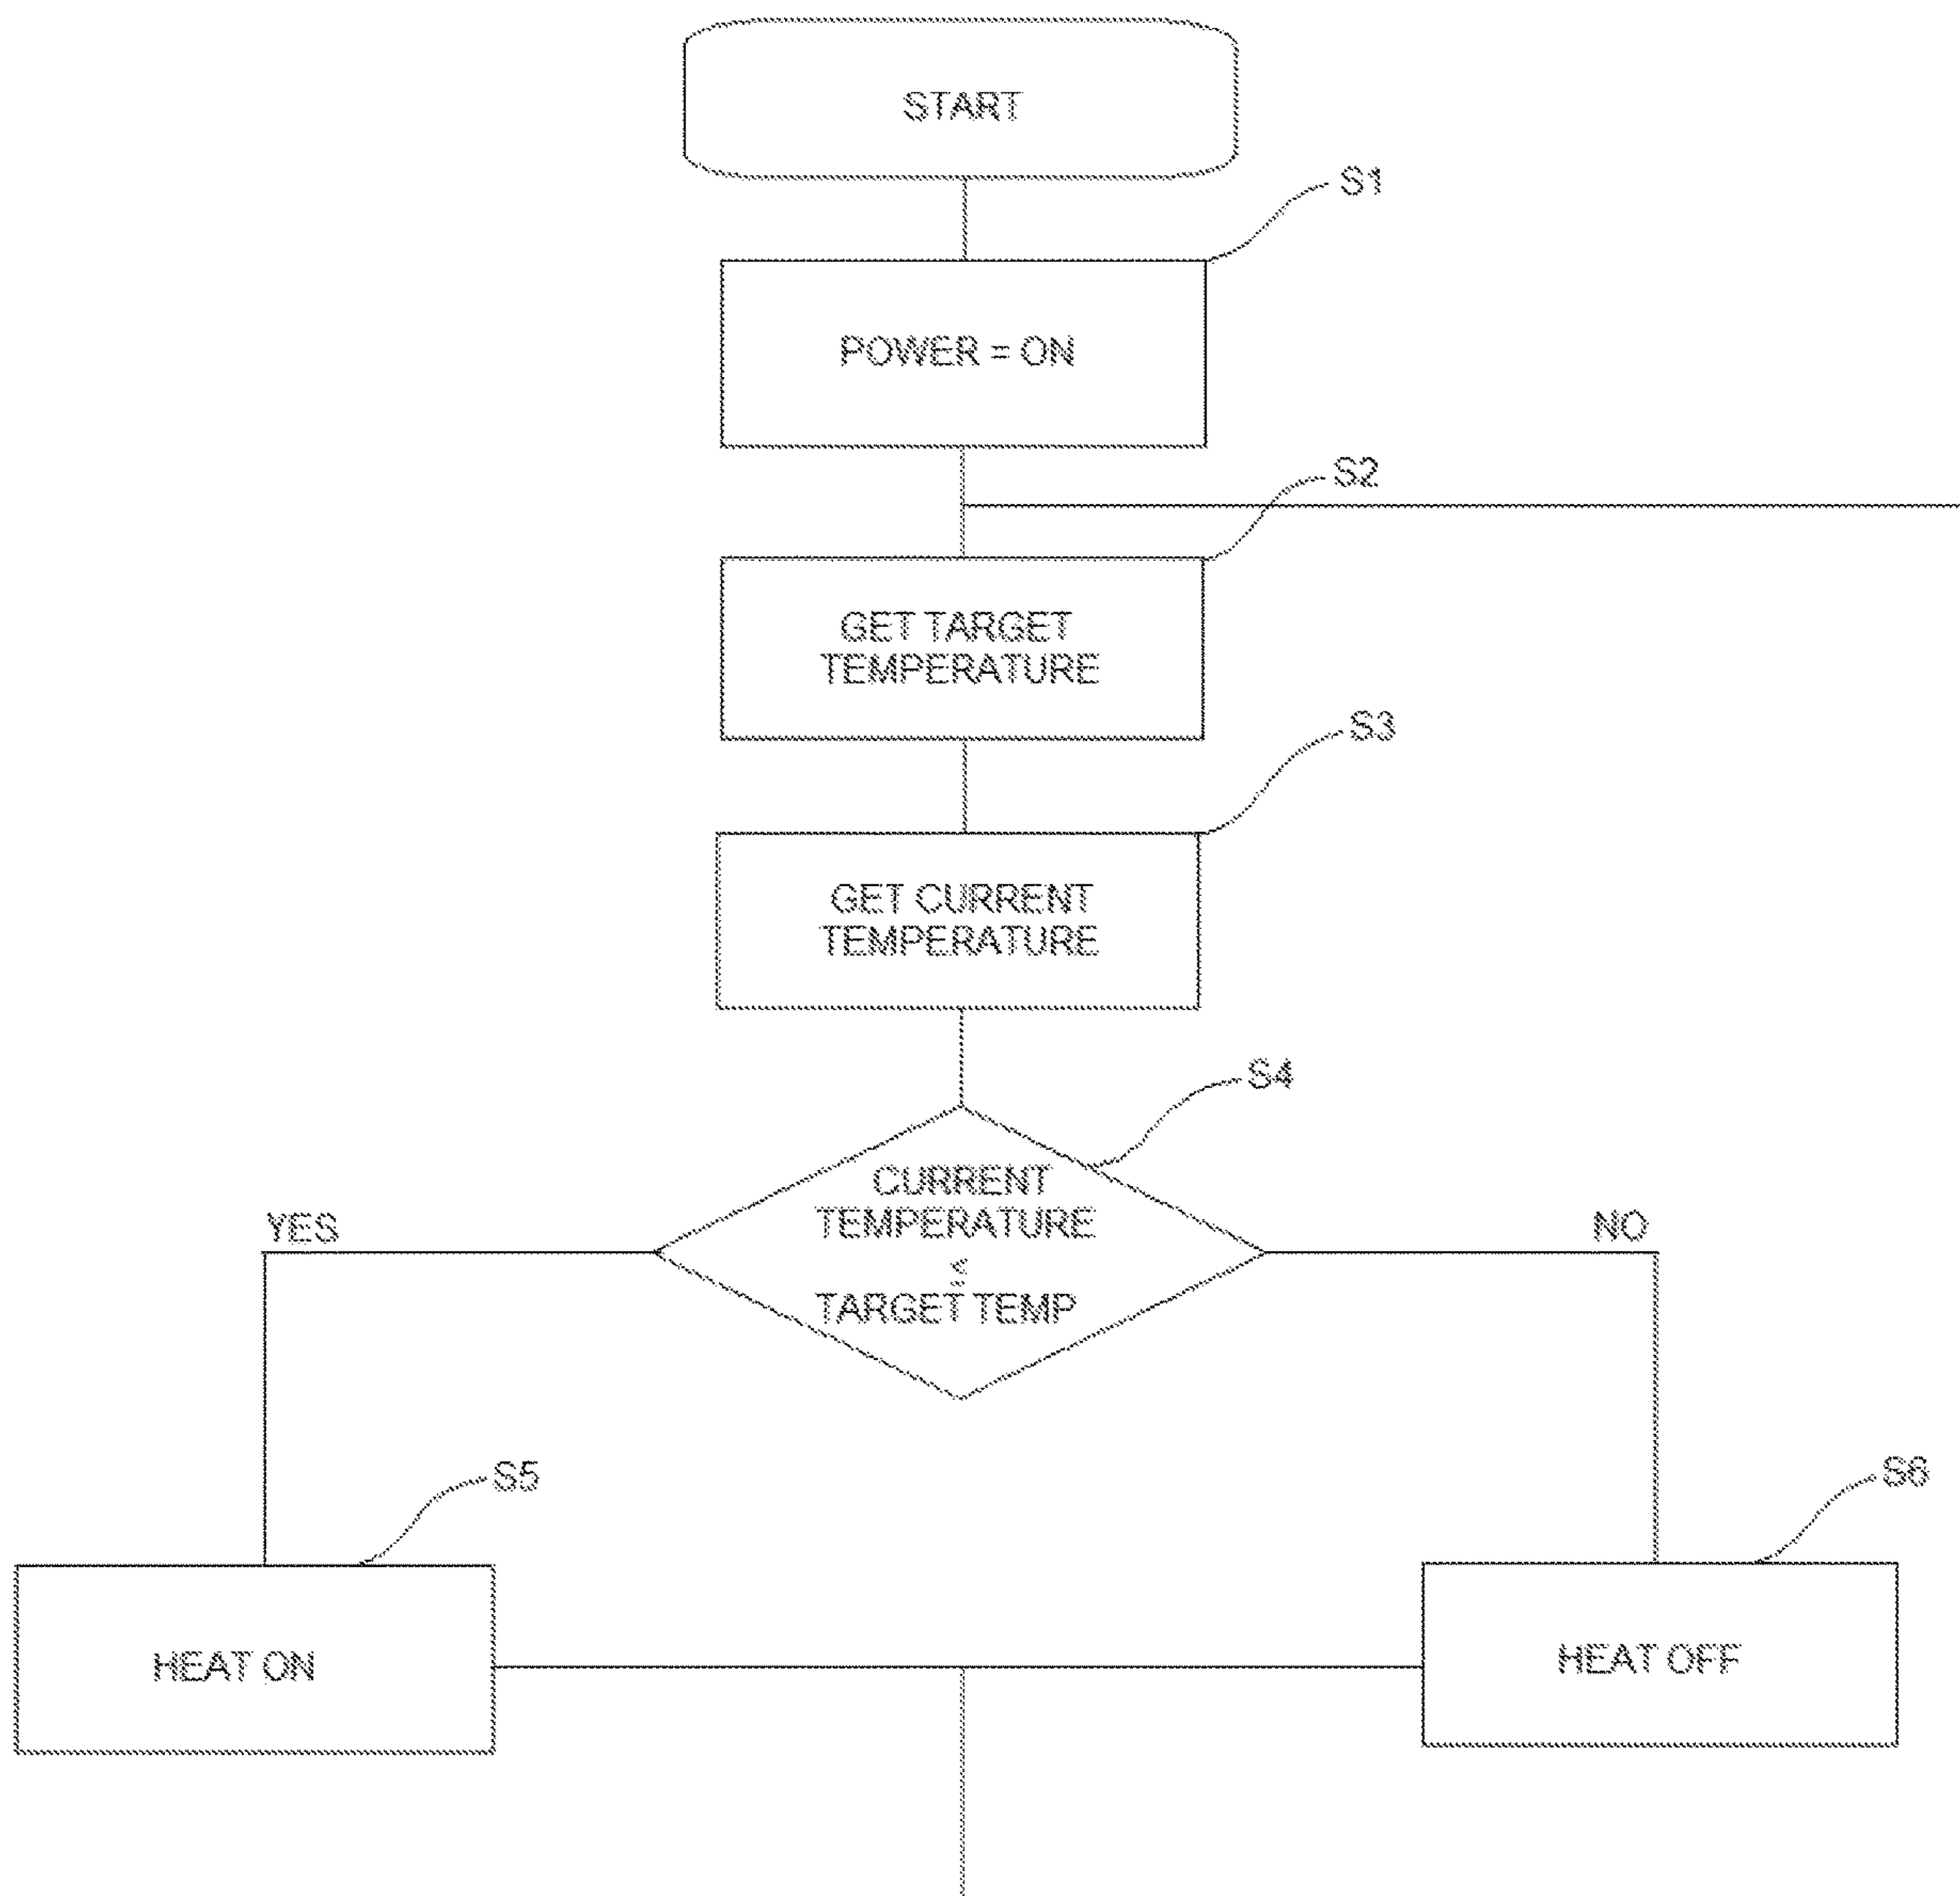 START
S1
POWER = ON
S2
GET TARGET
TEMPERATURE
S3
GET CURRENT
TEMPERATURE
S4
CURRENT
TEMPERATURE
≤
TARGET TEMP
YES
NO
S5
S6
HEAT ON
HEAT OFF